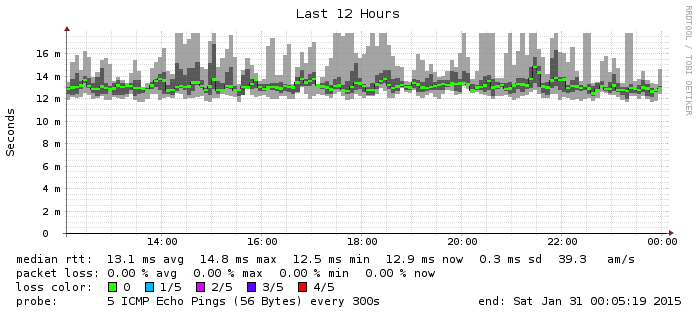 Last 12 Hours
RRDTOOL / TOBI OETIKER
Seconds
16 m
14 m
12 m
10 m
8 m
6 m
4 m
2 m
0
14:00 16:00 18:00 20:00 22:00 00:00
median rtt: 13.1 ms avg 14.8 ms max 12.5 ms min 12.9 ms now 0.3 ms sd 39.3 am/s
packet loss: 0.00 % avg 0.00 % max 0.00 % min 0.00 % now
loss color: 0 1/5 2/5 3/5 4/5
probe: 5 ICMP Echo Pings (56 Bytes) every 300s end: Sat Jan 31 00:05:19 2015